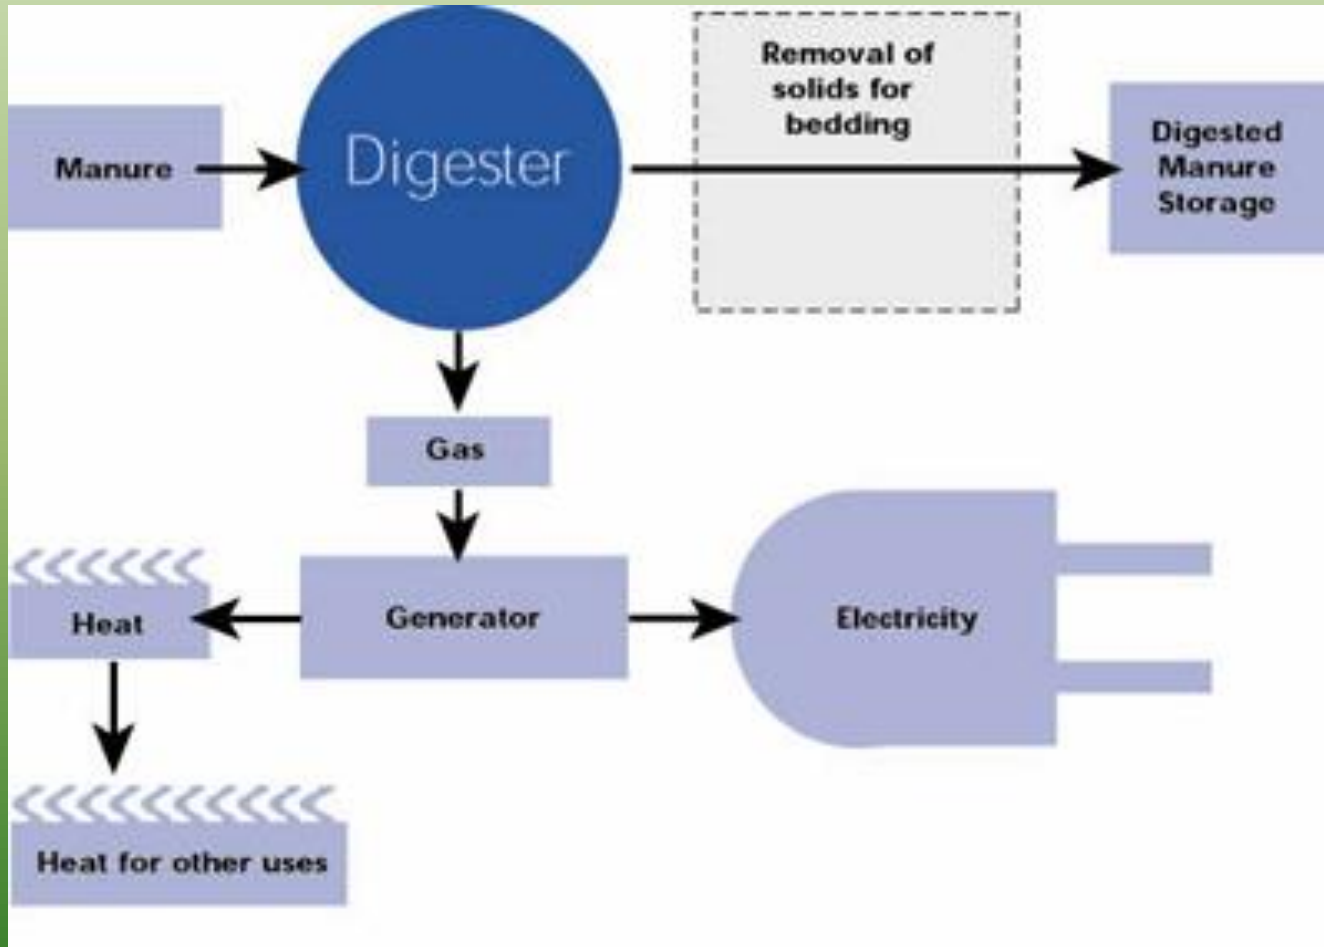 Manure
Digester
Removal of
solids for
bedding
Digested
Manure
Storage
Gas
Heat
Generator
Electricity
Heat for other uses